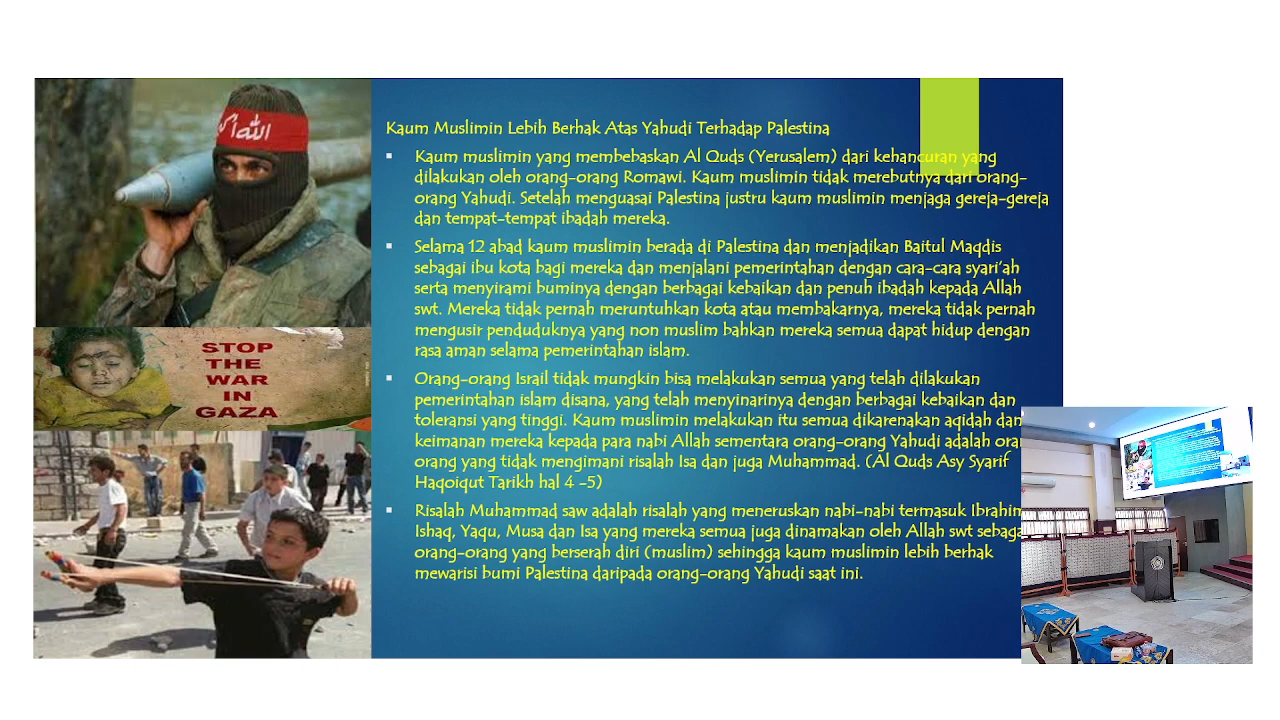 الله اكبر
STOP
THE
WAR
IN
GAZA
Kaum Muslimin Lebih Berhak Atas Yahudi Terhadap Palestina
Kaum muslimin yang membebaskan Al Quds (Yerusalem) dari kehancuran yang
dilakukan oleh orang-orang Romawi. Kaum muslimin tidak merebutnya dari orang-
orang Yahudi. Setelah menguasai Palestina justru kaum muslimin menjaga gereja-gereja
dan tempat-tempat ibadah mereka.
Selama 12 abad kaum muslimin berada di Palestina dan menjadikan Baitul Maqdis
sebagai ibu kota bagi mereka dan menjalani pemerintahan dengan cara-cara syari'ah
serta menyirami buminya dengan berbagai kebaikan dan penuh ibadah kepada Allah
swt. Mereka tidak pernah meruntuhkan kota atau membakarnya, mereka tidak pernah
mengusir penduduknya yang non muslim bahkan mereka semua dapat hidup dengan
rasa aman selama pemerintahan islam.
Orang-orang Israil tidak mungkin bisa melakukan semua yang telah dilakukan
pemerintahan islam disana, yang telah menyinarinya dengan berbagai kebaikan dan
toleransi yang tinggi. Kaum muslimin melakukan itu semua dikarenakan aqidah dan
keimanan mereka kepada para nabi Allah sementara orang-orang Yahudi adalah oran
orang yang tidak mengimani risalah Isa dan juga Muhammad. (Al Quds Asy Syarif
Haqoiqut Tarikh hal 4 -5)
Risalah Muhammad saw adalah risalah yang meneruskan nabi-nabi termasuk Ibrahim
Ishaq, Yaqu, Musa dan Isa yang mereka semua juga dinamakan oleh Allah swt sebaga
orang-orang yang berserah diri (muslim) sehingga kaum muslimin lebih berhak
mewarisi bumi Palestina daripada orang-orang Yahudi saat ini.